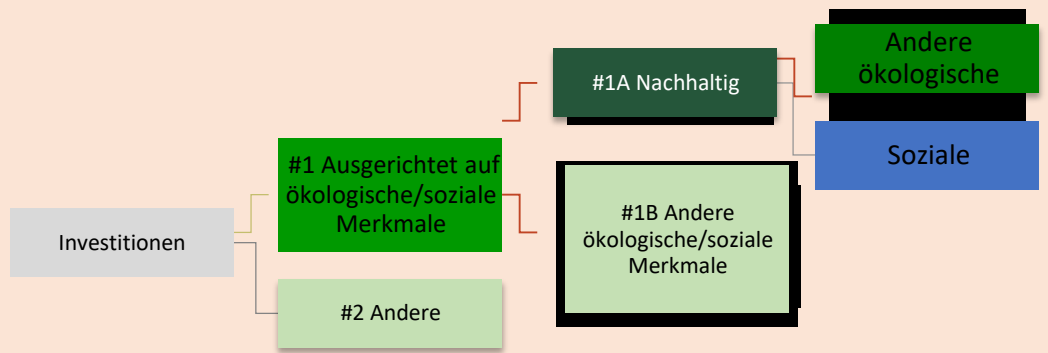 Investitionen
#1 Ausgerichtet auf
ökologische/soziale
Merkmale
#2 Andere
#1A Nachhaltig
#1B Andere
ökologische/soziale
Merkmale
Andere
ökologische
Soziale